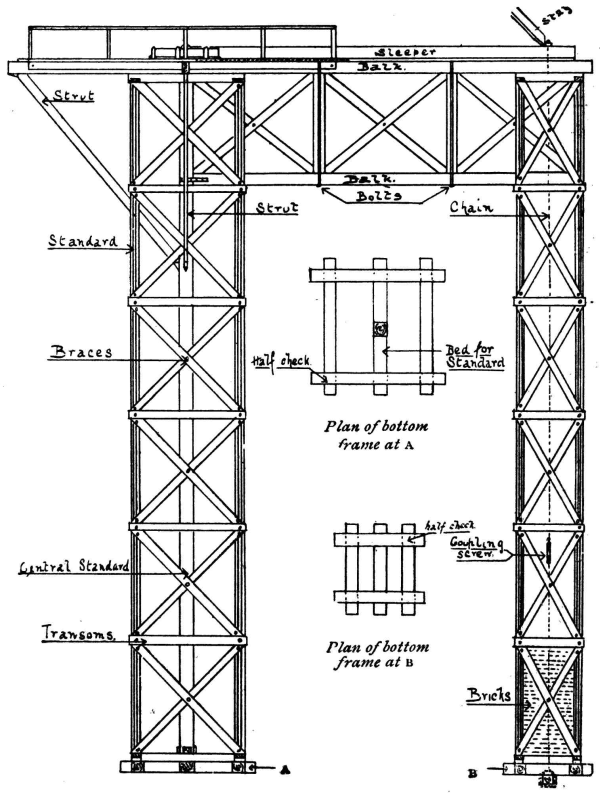 Stay
Sleeper
Balk.
Strut
Balk.
Bolts
Strut
Chain
Standard
Braces
Half check
Bed for
Standard
Plan of bottom
frame at A
half check
Coupling
screw.
Central Standard
Transoms.
Plan of bottom
frame at B
Bricks
A
B